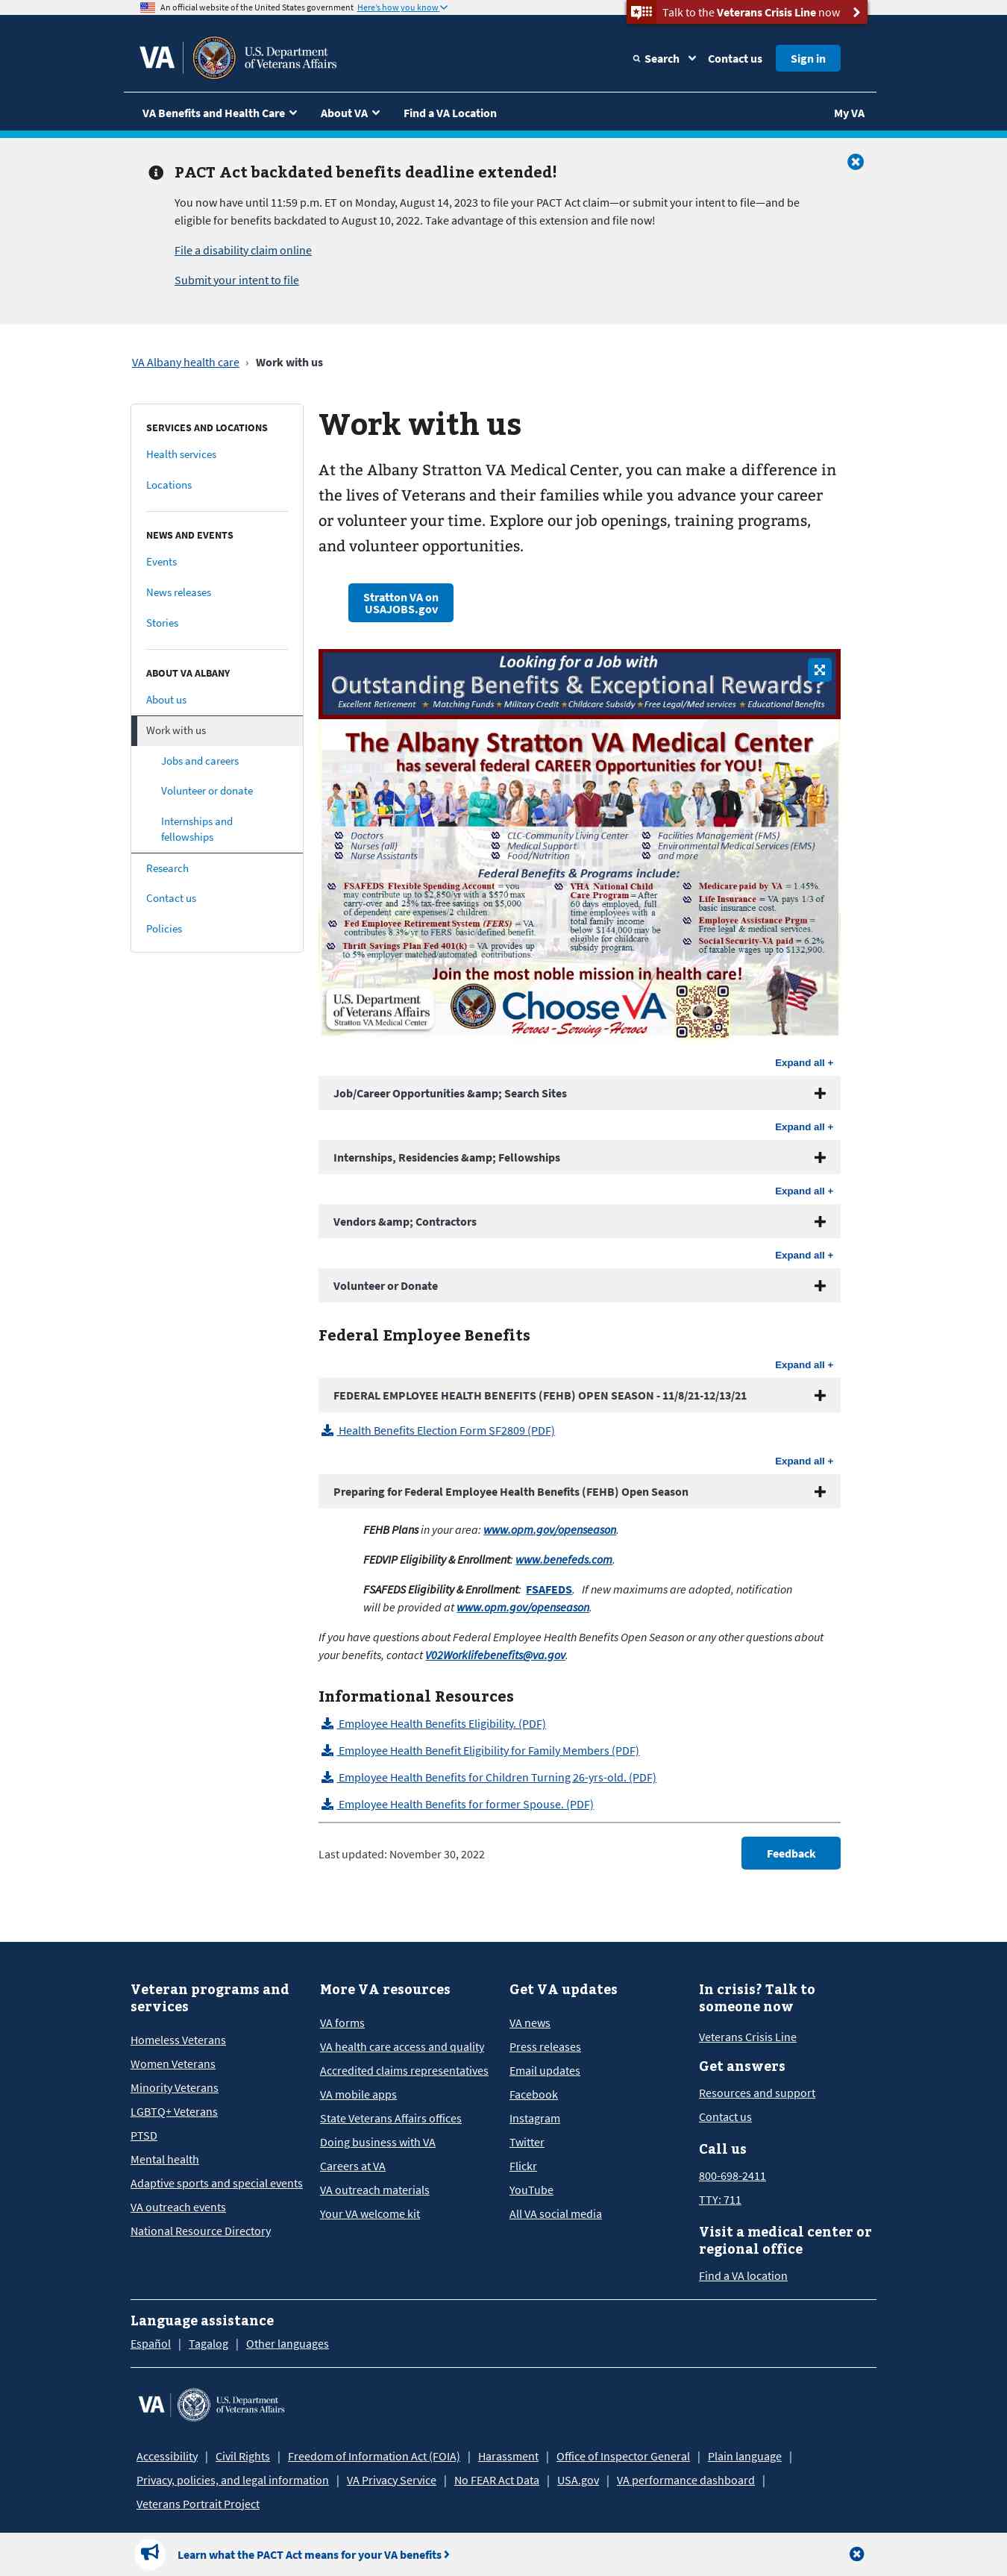 An official website of the United States government Here's how you know
Talk to the Veterans Crisis Line now
VA
U.S. Department
of Veterans Affairs
Search
Contact us
Sign in
VA Benefits and Health Care
About VA
Find a VA Location
My VA
PACT Act backdated benefits deadline extended!
You now have until 11:59 p.m. ET on Monday, August 14, 2023 to file your PACT Act claim—or submit your intent to file—and be
eligible for benefits backdated to August 10, 2022. Take advantage of this extension and file now!
File a disability claim online
Submit your intent to file
VA Albany health care › Work with us
SERVICES AND LOCATIONS
Health services
Locations
NEWS AND EVENTS
Events
News releases
Stories
ABOUT VA ALBANY
About us
Work with us
Jobs and careers
Volunteer or donate
Internships and
fellowships
Research
Contact us
Policies
Work with us
At the Albany Stratton VA Medical Center, you can make a difference in
the lives of Veterans and their families while you advance your career
or volunteer your time. Explore our job openings, training programs,
and volunteer opportunities.
Stratton VA on
USAJOBS.gov
Looking for a Job with
Outstanding Benefits & Exceptional Rewards?
Excellent Retirement ★ Matching Funds ★ Military Credit ★ Childcare Subsidy ★ Free Legal/Med services ★ Educational Benefits
The Albany Stratton VA Medical Center
has several federal CAREER Opportunities for YOU!
Doctors
Nurses (all)
Nurse Assistants
CLC-Community Living Center
Medical Support
Food/Nutrition
Facilities Management (FMS)
Environmental Medical Services (EMS)
and more
Federal Benefits & Programs include:
FSAFEDS Flexible Spending Account = you
may contribute up to $2,850/yr with a $570 max
carry-over and 25% tax-free savings on $5,000
of dependent care expenses/2 children.
Fed Employee Retirement System (FERS) = VA
contributes 8.3%/yr to FERS basic/defined benefit.
Thrift Savings Plan Fed 401(k) = VA provides up
to 5% employer matched/automated contributions
VHA National Child
Care Program = After
60 days employed, full
time employees with a
total family income
below $144,000 may be
eligible for childcare
subsidy program.
Medicare paid by VA = 1.45%.
Life Insurance = VA pays 1/3 of
basic insurance cost.
Employee Assistance Prgm =
Free legal & medical services.
Social Security-VA paid = 6.2%
of taxable wages up to $132,900.
Join the most noble mission in health care!
U.S. Department
of Veterans Affairs
Stratton VA Medical Center
Choose VA
Heroes - Serving - Heroes
Expand all +
Job/Career Opportunities &amp; Search Sites
Expand all +
Internships, Residencies &amp; Fellowships
Expand all +
Vendors &amp; Contractors
Expand all +
Volunteer or Donate
Federal Employee Benefits
Expand all +
FEDERAL EMPLOYEE HEALTH BENEFITS (FEHB) OPEN SEASON - 11/8/21-12/13/21
Health Benefits Election Form SF2809 (PDF)
Expand all +
Preparing for Federal Employee Health Benefits (FEHB) Open Season
FEHB Plans in your area: www.opm.gov/openseason.
FEDVIP Eligibility & Enrollment: www.benefeds.com.
FSAFEDS Eligibility & Enrollment: FSAFEDS. If new maximums are adopted, notification
will be provided at www.opm.gov/openseason.
If you have questions about Federal Employee Health Benefits Open Season or any other questions about
your benefits, contact V02Worklifebenefits@va.gov.
Informational Resources
Employee Health Benefits Eligibility. (PDF)
Employee Health Benefit Eligibility for Family Members (PDF)
Employee Health Benefits for Children Turning 26-yrs-old. (PDF)
Employee Health Benefits for former Spouse. (PDF)
Last updated: November 30, 2022
Feedback
Veteran programs and
services
Homeless Veterans
Women Veterans
Minority Veterans
LGBTQ+ Veterans
PTSD
Mental health
Adaptive sports and special events
VA outreach events
National Resource Directory
More VA resources
VA forms
VA health care access and quality
Accredited claims representatives
VA mobile apps
State Veterans Affairs offices
Doing business with VA
Careers at VA
VA outreach materials
Your VA welcome kit
Get VA updates
VA news
Press releases
Email updates
Facebook
Instagram
Twitter
Flickr
YouTube
All VA social media
In crisis? Talk to
someone now
Veterans Crisis Line
Get answers
Resources and support
Contact us
Call us
800-698-2411
TTY: 711
Visit a medical center or
regional office
Find a VA location
Language assistance
Español | Tagalog | Other languages
VA
U.S. Department
of Veterans Affairs
Accessibility | Civil Rights | Freedom of Information Act (FOIA) | Harassment | Office of Inspector General | Plain language |
Privacy, policies, and legal information | VA Privacy Service | No FEAR Act Data | USA.gov | VA performance dashboard |
Veterans Portrait Project
Learn what the PACT Act means for your VA benefits